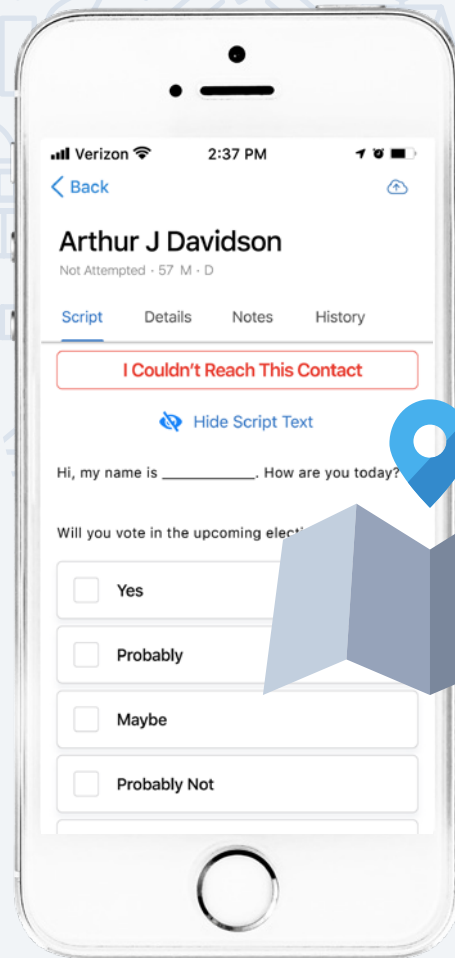 Verizon 2:37 PM
Back
Arthur J Davidson
Not Attempted · 57 M · D
Script Details Notes History
I Couldn't Reach This Contact
Hide Script Text
Hi, my name is ____________. How are you today?
Will you vote in the upcoming
Yes
Probably
Maybe
Probably Not